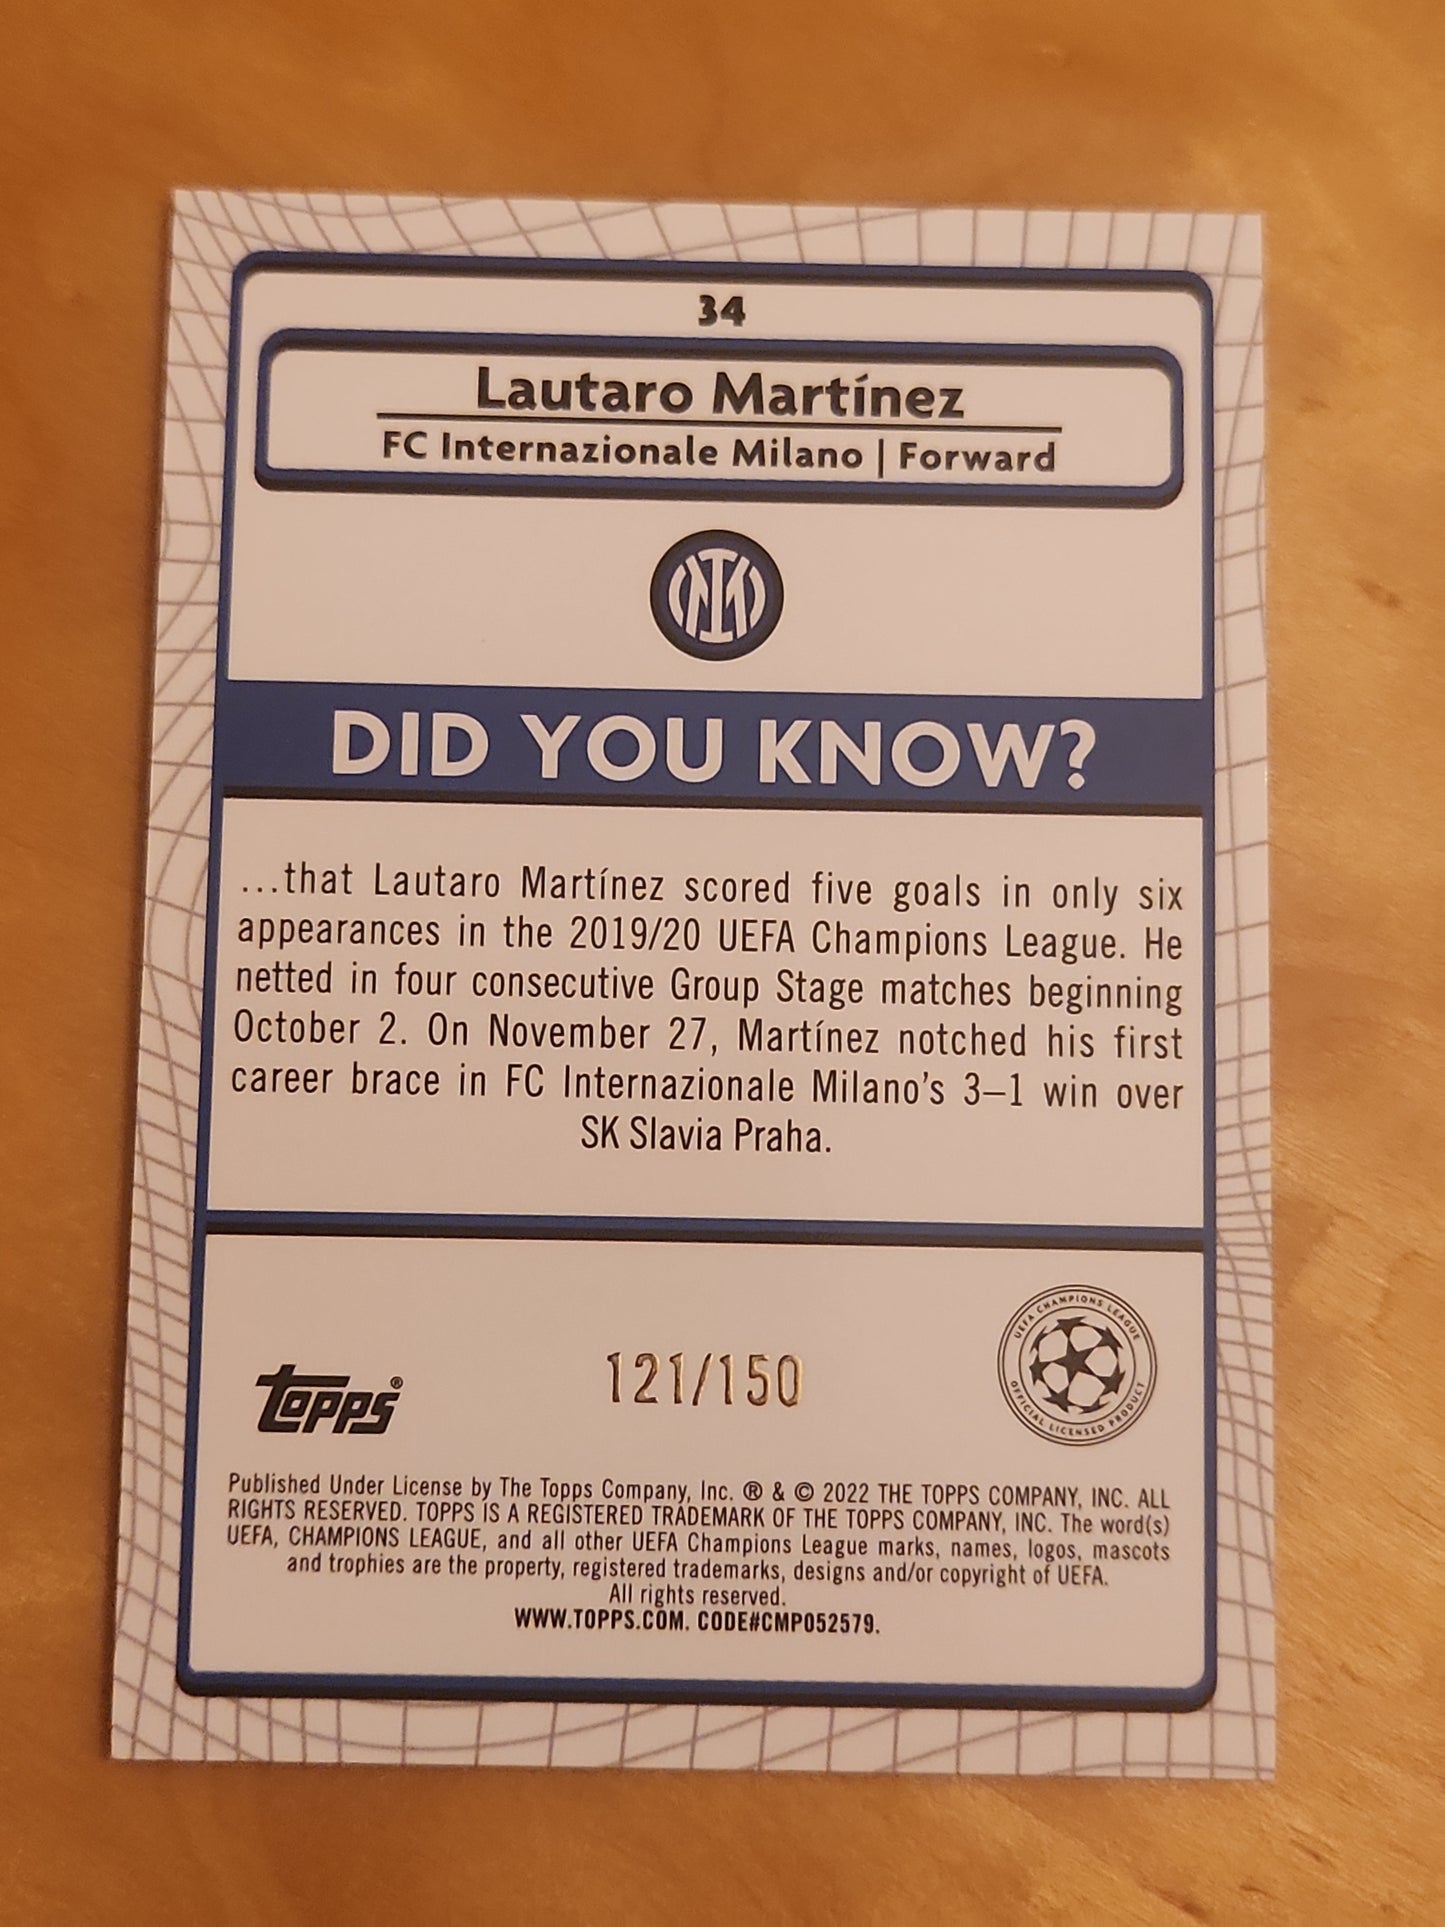 34
Lautaro Martínez
FC Internazionale Milano | Forward
DID YOU KNOW?
...that Lautaro Martínez scored five goals in only six
appearances in the 2019/20 UEFA Champions League. He
netted in four consecutive Group Stage matches beginning
October 2. On November 27, Martínez notched his first
career brace in FC Internazionale Milano's 3–1 win over
SK Slavia Praha.
UEFA CHAMPIONS LEAGUE
OFFICIAL LICENSED PRODUCT
Topps®
121/150
Published Under License by The Topps Company, Inc. ® & © 2022 THE TOPPS COMPANY, INC. ALL
RIGHTS RESERVED. TOPPS IS A REGISTERED TRADEMARK OF THE TOPPS COMPANY, INC. The word(s)
UEFA, CHAMPIONS LEAGUE, and all other UEFA Champions League marks, names, logos, mascots
and trophies are the property, registered trademarks, designs and/or copyright of UEFA.
All rights reserved.
WWW.TOPPS.COM. CODE#CMP052579.